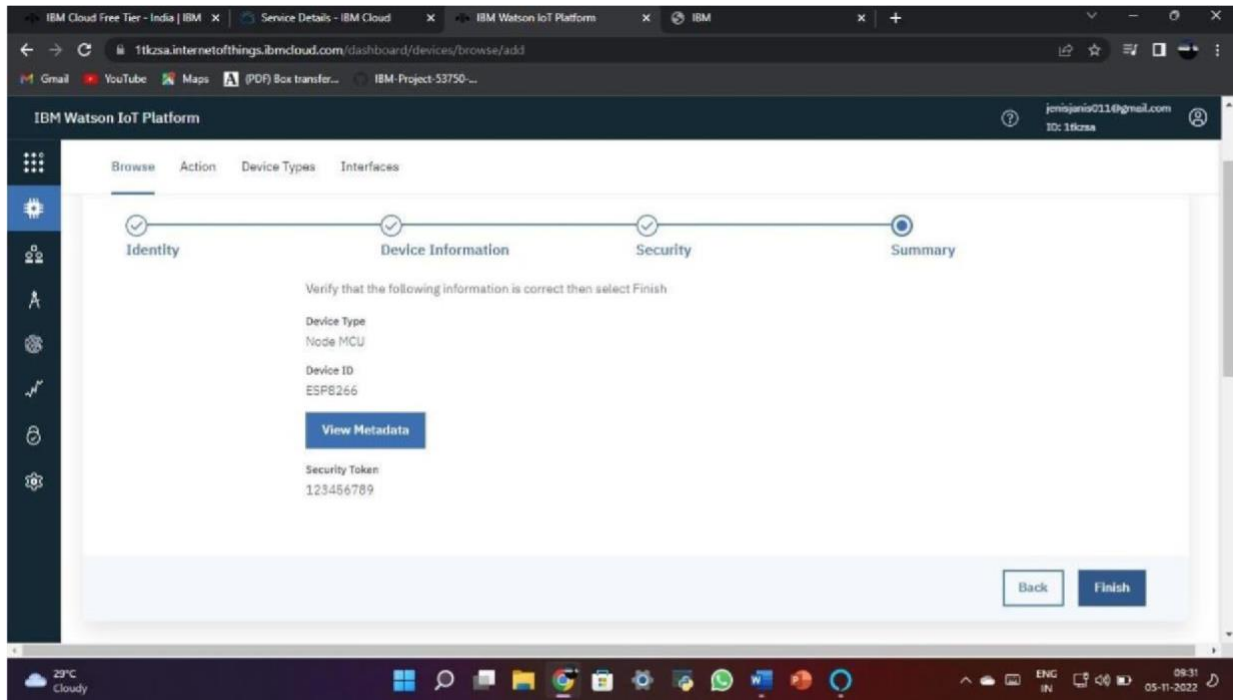 IBM Cloud Free Tier - India | IBM
Service Details - IBM Cloud
IBM Watson IoT Platform
IBM
1tkzsa.internetofthings.ibmcloud.com/dashboard/devices/browse/add
Gmail
YouTube
Maps
(PDF) Box transfer...
IBM-Project-53750-...
IBM Watson IoT Platform
jenisjanis011@gmail.com
ID: 1tkzsa
Browse
Action
Device Types
Interfaces
Identity
Device Information
Security
Summary
Verify that the following information is correct then select Finish
Device Type
Node MCU
Device ID
ESP8266
View Metadata
Security Token
123456789
Back
Finish
29°C
Cloudy
ENG
IN
09:31
05-11-2022